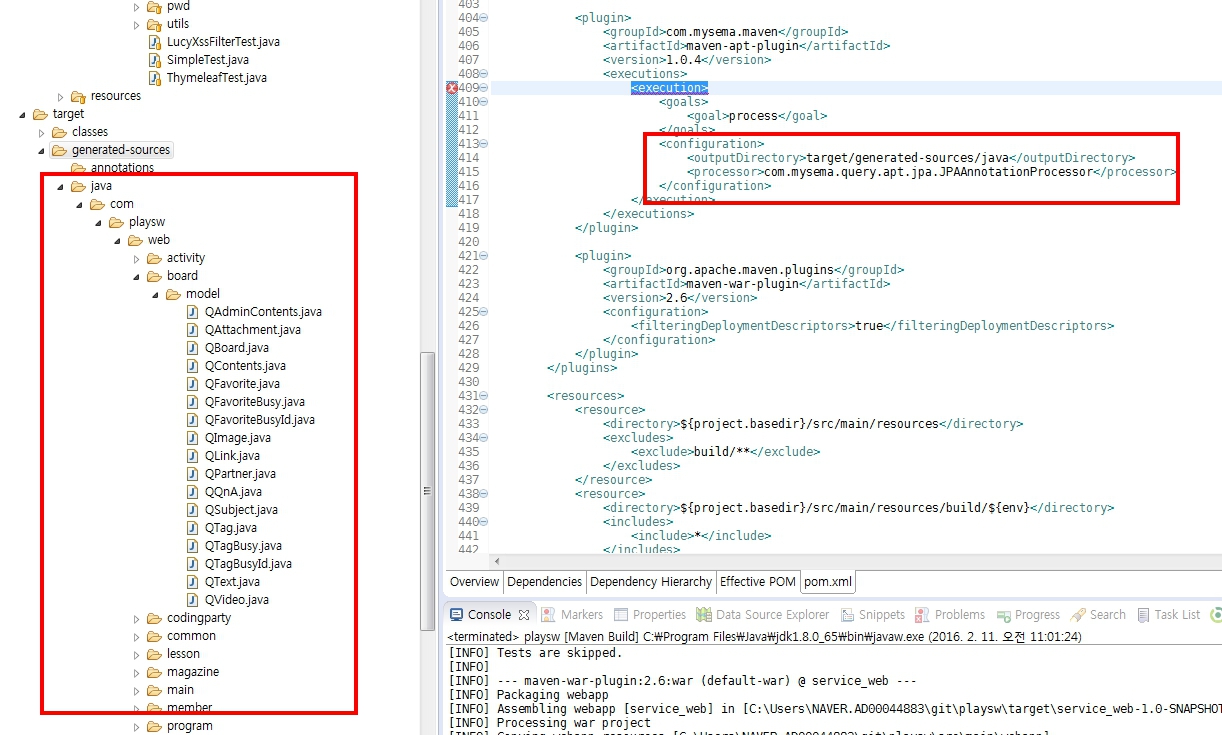 pwd
utils
LucyXssFilterTest.java
SimpleTest.java
ThymeleafTest.java
resources
target
classes
generated-sources
annotations
java
com
playsw
web
activity
board
model
QAdminContents.java
QAttachment.java
QBoard.java
QContents.java
QFavorite.java
QFavoriteBusy.java
QFavoriteBusyId.java
QImage.java
QLink.java
QPartner.java
QQnA.java
QSubject.java
QTag.java
QTagBusy.java
QTagBusyId.java
QText.java
QVideo.java
codingparty
common
lesson
magazine
main
member
program
403
404 <plugin>
405 <groupId>com.mysema.maven</groupId>
406 <artifactId>maven-apt-plugin</artifactId>
407 <version>1.0.4</version>
408 <executions>
409 <execution>
410 <goals>
411 <goal>process</goal>
412 </goals>
413 <configuration>
414 <outputDirectory>target/generated-sources/java</outputDirectory>
415 <processor>com.mysema.query.apt.jpa.JPAAnnotationProcessor</processor>
416 </configuration>
417 </execution>
418 </executions>
419 </plugin>
420
421 <plugin>
422 <groupId>org.apache.maven.plugins</groupId>
423 <artifactId>maven-war-plugin</artifactId>
424 <version>2.6</version>
425 <configuration>
426 <filteringDeploymentDescriptors>true</filteringDeploymentDescriptors>
427 </configuration>
428 </plugin>
429 </plugins>
430
431 <resources>
432 <resource>
433 <directory>${project.basedir}/src/main/resources</directory>
434 <excludes>
435 <exclude>build/**</exclude>
436 </excludes>
437 </resource>
438 <resource>
439 <directory>${project.basedir}/src/main/resources/build/${env}</directory>
440 <includes>
441 <include>*</include>
442 </includes>
Overview Dependencies Dependency Hierarchy Effective POM pom.xml
Console Markers Properties Data Source Explorer Snippets Problems Progress Search Task List
<terminated> playsw [Maven Build] C:₩Program Files₩Java₩jdk1.8.0_65₩bin₩javaw.exe (2016. 2. 11. 오전 11:01:24)
[INFO] Tests are skipped.
[INFO]
[INFO] --- maven-war-plugin:2.6:war (default-war) @ service_web ---
[INFO] Packaging webapp
[INFO] Assembling webapp [service_web] in [C:\Users\NAVER.AD00044883\git\playsw\target\service_web-1.0-SNAPSHOT
[INFO] Processing war project
[INFO] Copying webapp resources [C:\Users\NAVER.AD00044883\git\playsw\src\main\webapp]